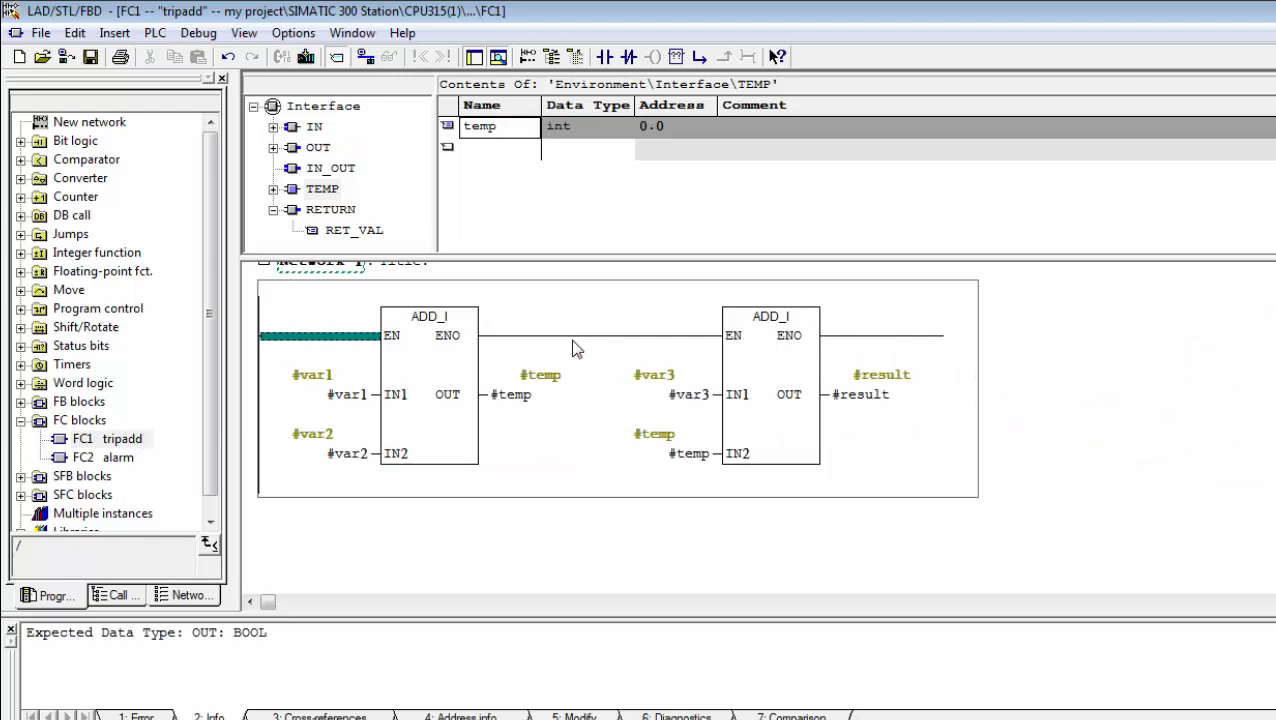 LAD/STL/FBD - [FC1 -- "tripadd" -- my project\SIMATIC 300 Station\CPU315(1)\...\FC1]
File Edit Insert PLC Debug View Options Window Help
New network
Bit logic
Comparator
Converter
Counter
DB call
Jumps
Integer function
Floating-point fct.
Move
Program control
Shift/Rotate
Status bits
Timers
Word logic
FB blocks
FC blocks
FC1 tripadd
FC2 alarm
SFB blocks
SFC blocks
Multiple instances
Libraries
/
Progr... Call ... Netwo...
Interface
IN
OUT
IN_OUT
TEMP
RETURN
RET_VAL
Contents Of: 'Environment\Interface\TEMP'
Name Data Type Address Comment
temp int 0.0
Network 1: Title:
ADD_I ADD_I
EN ENO EN ENO
#var1 #temp #var3 #result
#var1 IN1 OUT #temp #var3 IN1 OUT #result
#var2 #temp
#var2 IN2 #temp IN2
Expected Data Type: OUT: BOOL
1: Error 2: Info 3: Cross-references 4: Address info. 5: Modify 6: Diagnostics 7: Comparison